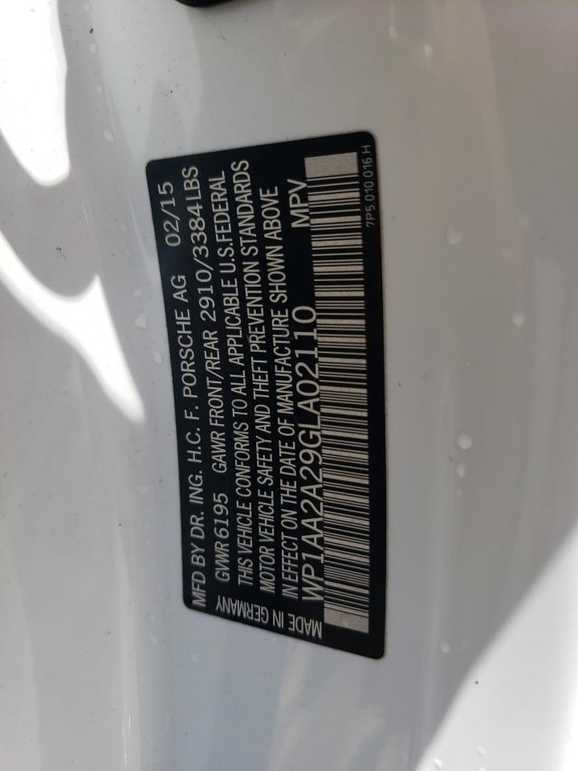 MFD BY DR. ING. H.C. F. PORSCHE AG 02/15
GVWR 6195 GAWR FRONT/REAR 2910/3384LBS
THIS VEHICLE CONFORMS TO ALL APPLICABLE U.S.FEDERAL
MOTOR VEHICLE SAFETY AND THEFT PREVENTION STANDARDS
IN EFFECT ON THE DATE OF MANUFACTURE SHOWN ABOVE
MADE IN GERMANY
WP1AA2A29GLA02110 MPV
7P5.010.016.H